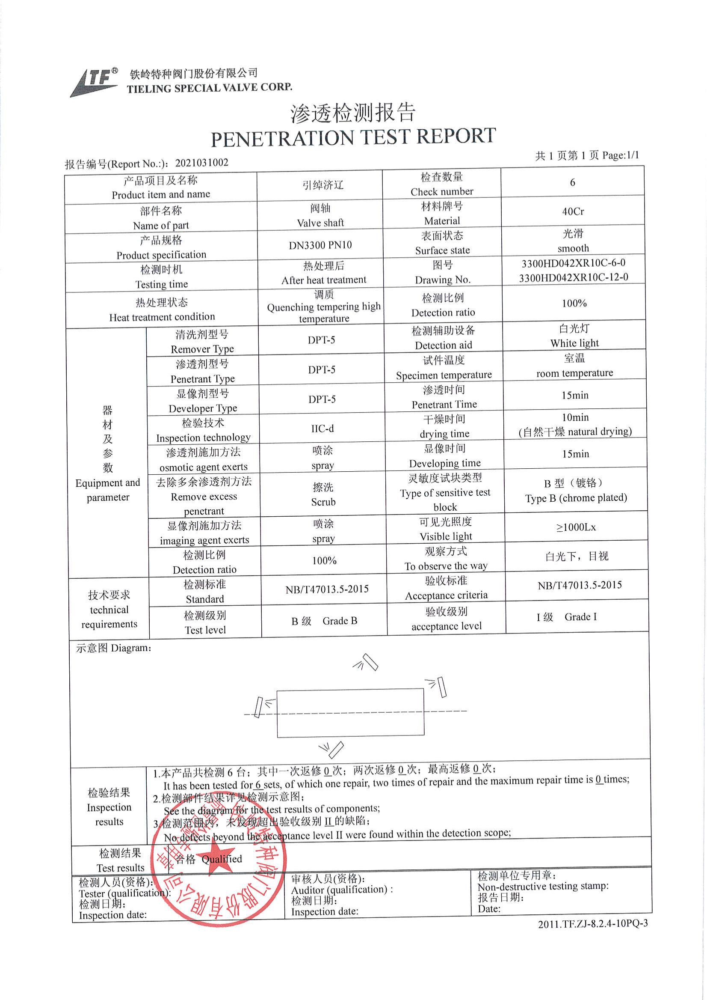 LTF®
铁岭特种阀门股份有限公司
TIELING SPECIAL VALVE CORP.
渗透检测报告
PENETRATION TEST REPORT
报告编号(Report No.:): 2021031002
共 1 页第 1 页 Page:1/1
产品项目及名称
Product item and name
引绰济辽
检查数量
Check number
6
部件名称
Name of part
阀轴
Valve shaft
材料牌号
Material
40Cr
产品规格
Product specification
DN3300 PN10
表面状态
Surface state
光滑
smooth
检测时机
Testing time
热处理后
After heat treatment
图号
Drawing No.
3300HD042XR10C-6-0
3300HD042XR10C-12-0
热处理状态
Heat treatment condition
调质
Quenching tempering high
temperature
检测比例
Detection ratio
100%
器
材
及
参
数
Equipment and
parameter
清洗剂型号
Remover Type
DPT-5
检测辅助设备
Detection aid
白光灯
White light
渗透剂型号
Penetrant Type
DPT-5
试件温度
Specimen temperature
室温
room temperature
显像剂型号
Developer Type
DPT-5
渗透时间
Penetrant Time
15min
检验技术
Inspection technology
IIC-d
干燥时间
drying time
10min
(自然干燥 natural drying)
渗透剂施加方法
osmotic agent exerts
喷涂
spray
显像时间
Developing time
15min
去除多余渗透剂方法
Remove excess
penetrant
擦洗
Scrub
灵敏度试块类型
Type of sensitive test
block
B 型（镀铬）
Type B (chrome plated)
显像剂施加方法
imaging agent exerts
喷涂
spray
可见光照度
Visible light
≥1000Lx
检测比例
Detection ratio
100%
观察方式
To observe the way
白光下，目视
技术要求
technical
requirements
检测标准
Standard
NB/T47013.5-2015
验收标准
Acceptance criteria
NB/T47013.5-2015
检测级别
Test level
B 级 Grade B
验收级别
acceptance level
I 级 Grade I
示意图 Diagram:
检验结果
Inspection
results
1.本产品共检测 6 台；其中一次返修 0 次；两次返修 0 次；最高返修 0 次；
It has been tested for 6 sets, of which one repair, two times of repair and the maximum repair time is 0 times;
2.检测部件结果详见检测示意图；
See the diagram for the test results of components;
3.检测范围内，未发现超出验收级别 II 的缺陷；
No defects beyond the acceptance level II were found within the detection scope;
检测结果
Test results
合格 Qualified
检测人员(资格):
Tester (qualification):
检测日期:
Inspection date:
审核人员(资格):
Auditor (qualification) :
检测日期:
Inspection date:
检测单位专用章:
Non-destructive testing stamp:
报告日期:
Date:
铁岭特种阀门股份有限公司
2011.TF.ZJ-8.2.4-10PQ-3